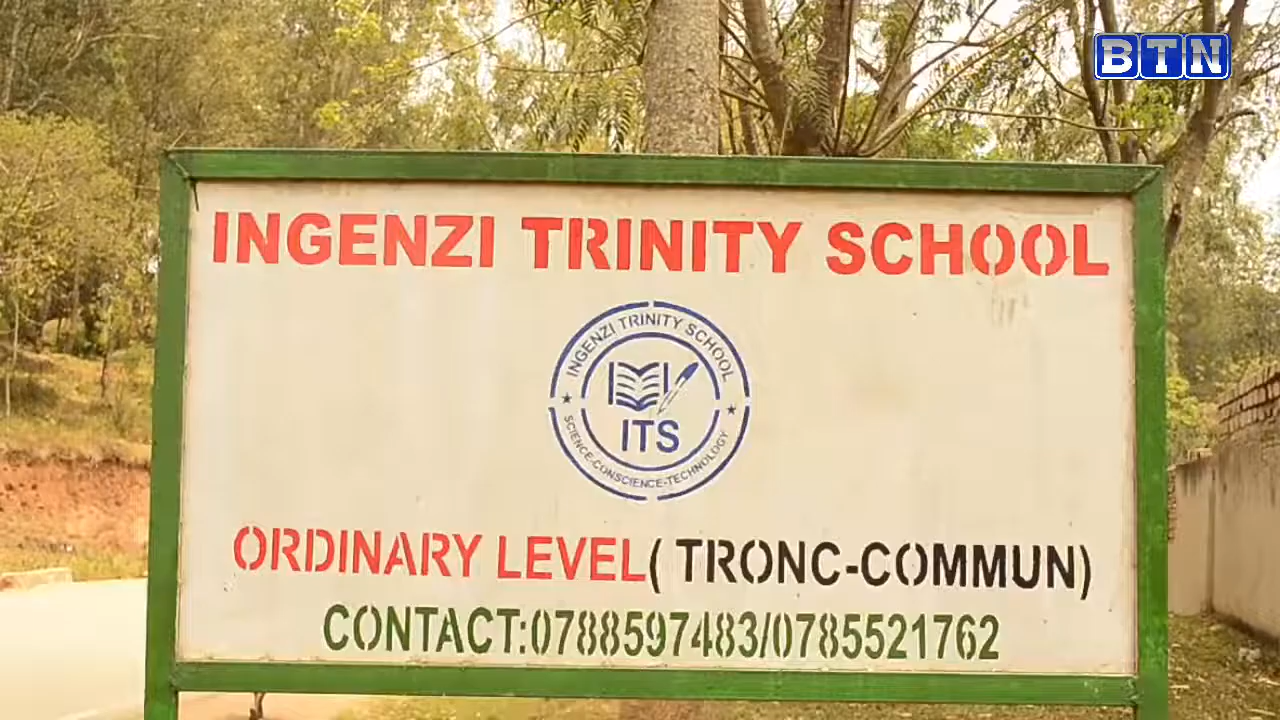 BTN
INGENZI TRINITY SCHOOL
INGENZI TRINITY SCHOOL
ITS
SCIENCE-CONSCIENCE-TECHNOLOGY
ORDINARY LEVEL( TRONC-COMMUN)
CONTACT:0788597483/0785521762